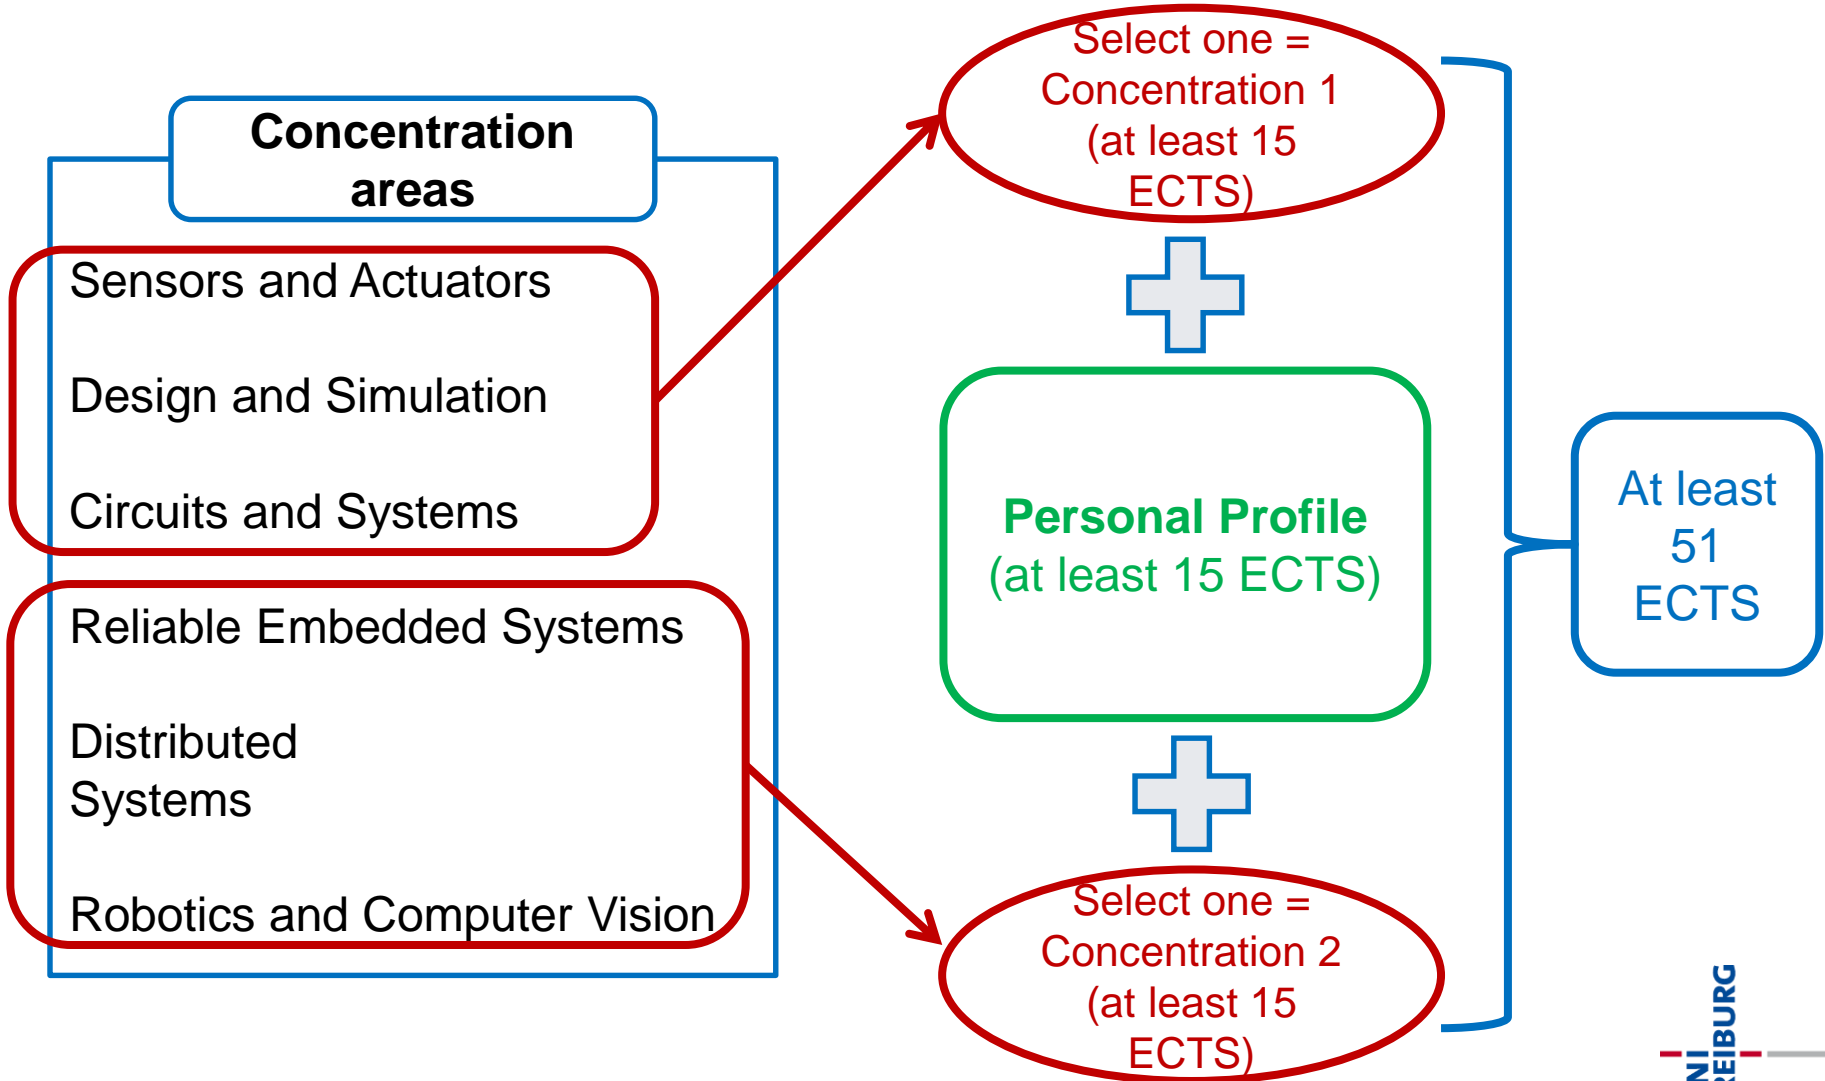 Concentration
areas
Sensors and Actuators
Design and Simulation
Circuits and Systems
Reliable Embedded Systems
Distributed
Systems
Robotics and Computer Vision
Select one =
Concentration 1
(at least 15
ECTS)
Personal Profile
(at least 15 ECTS)
Select one =
Concentration 2
(at least 15
ECTS)
At least
51
ECTS